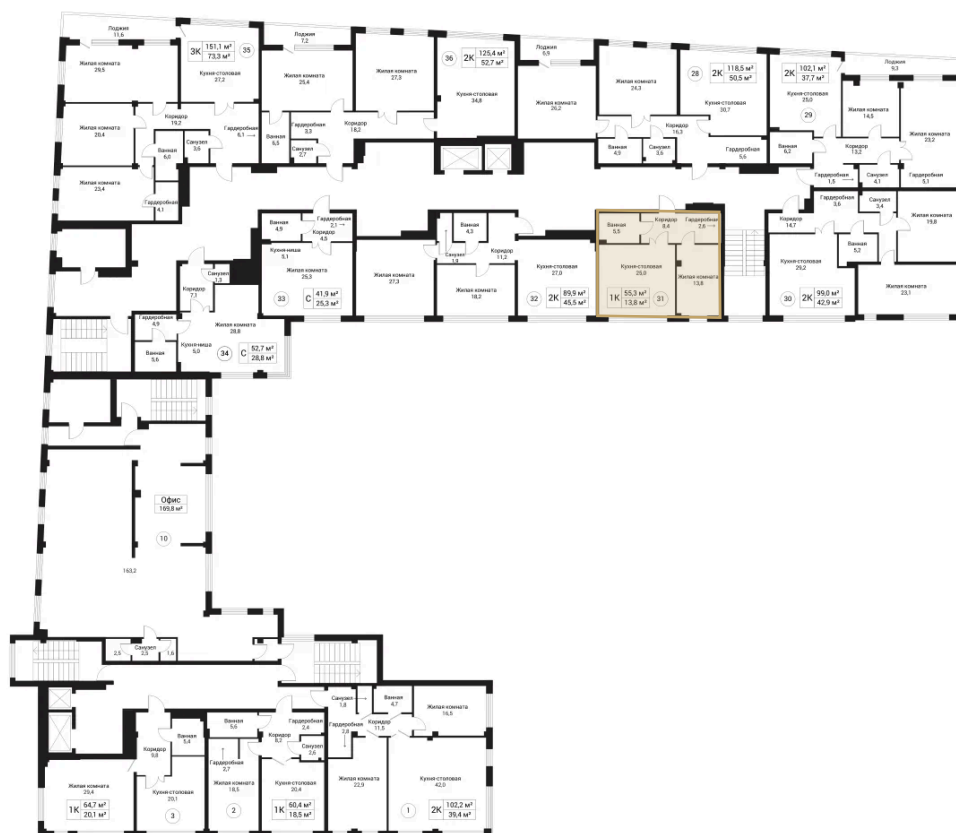 Лоджия
11,6
Жилая комната
29,5
3К
151,1 м²
73,3 м²
35
Кухня-столовая
27,2
Лоджия
7,2
Жилая комната
25,4
Жилая комната
27,3
36
2К
125,4 м²
52,7 м²
Кухня-столовая
34,8
Лоджия
6,9
Жилая комната
Жилая комната
24,3
28
2К
118,5 м²
50,5 м²
Кухня-столовая
30,7
2К
102,1 м²
37,7 м²
Кухня-столовая
25,0
29
Лоджия
Жилая комната
14,5
Жилая комната
23,2
Жилая комната
20,4
Коридор
19,2
Ванная
6,0
Санузел
3,6
Гардеробная
6,1
Ванная
Гардеробная
3,3
Санузел
2,7
Коридор
18,2
Коридор
16,3
Ванная
4,5
Санузел
3,6
Гардеробная
5,6
Ванная
6,2
Коридор
13,2
Гардеробная
1,5
Санузел
4,1
Гардеробная
5,1
Жилая комната
23,4
Гардеробная
4,1
Ванная
4,9
Гардеробная
2,1
Коридор
4,5
Кухня-ниша
5,1
Жилая комната
25,3
33
С
41,9 м²
25,3 м²
Жилая комната
27,3
Санузел
1,9
Ванная
4,3
Коридор
11,3
Жилая комната
18,2
Кухня-столовая
27,0
32
2К
89,9 м²
45,5 м²
Ванная
5,5
Коридор
8,4
Гардеробная
2,6
Кухня-столовая
25,0
Жилая комната
13,8
1К
55,3 м²
13,8 м²
31
Коридор
14,7
Гардеробная
3,6
Санузел
Ванная
5,2
Жилая комната
19,8
Кухня-столовая
29,2
30
2К
99,0 м²
42,9 м²
Жилая комната
23,1
Санузел
1,3
Коридор
7,1
Гардеробная
4,9
Ванная
5,6
Жилая комната
28,8
Кухня-ниша
5,0
34
С
52,7 м²
28,8 м²
Офис
169,8 м²
10
163,2
2,5
Санузел
2,5
1,6
Санузел
1,8
Ванная
4,7
Жилая комната
16,5
Гардеробная
2,8
Коридор
11,5
Ванная
5,6
Гардеробная
2,4
Коридор
8,2
Санузел
2,6
Ванная
5,4
Коридор
Гардеробная
2,7
Жилая комната
29,4
1К
64,7 м²
20,1 м²
Кухня-столовая
20,1
3
Жилая комната
18,5
2
Кухня-столовая
20,4
1К
60,4 м²
18,5 м²
Жилая комната
22,9
Кухня-столовая
42,0
1
2К
102,2 м²
39,4 м²